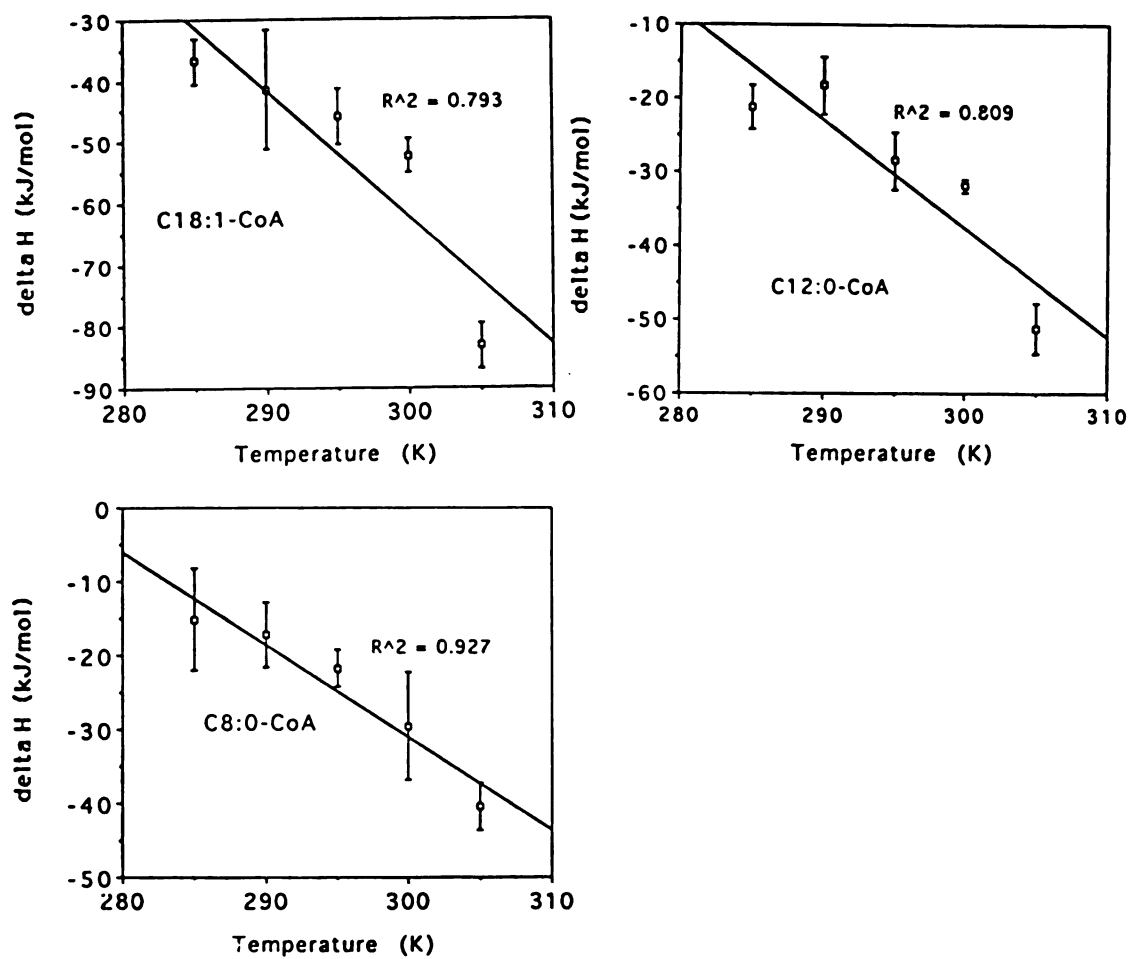 -30
-40
-50
-60
-70
-80
-90
280
290
300
310
delta H (kJ/mol)
R^2 = 0.793
C18:1-CoA
Temperature (K)
-10
-20
-30
-40
-50
-60
280
290
300
310
delta H (kJ/mol)
R^2 = 0.809
C12:0-CoA
Temperature (K)
0
-10
-20
-30
-40
-50
280
290
300
310
delta H (kJ/mol)
R^2 = 0.927
C8:0-CoA
Temperature (K)